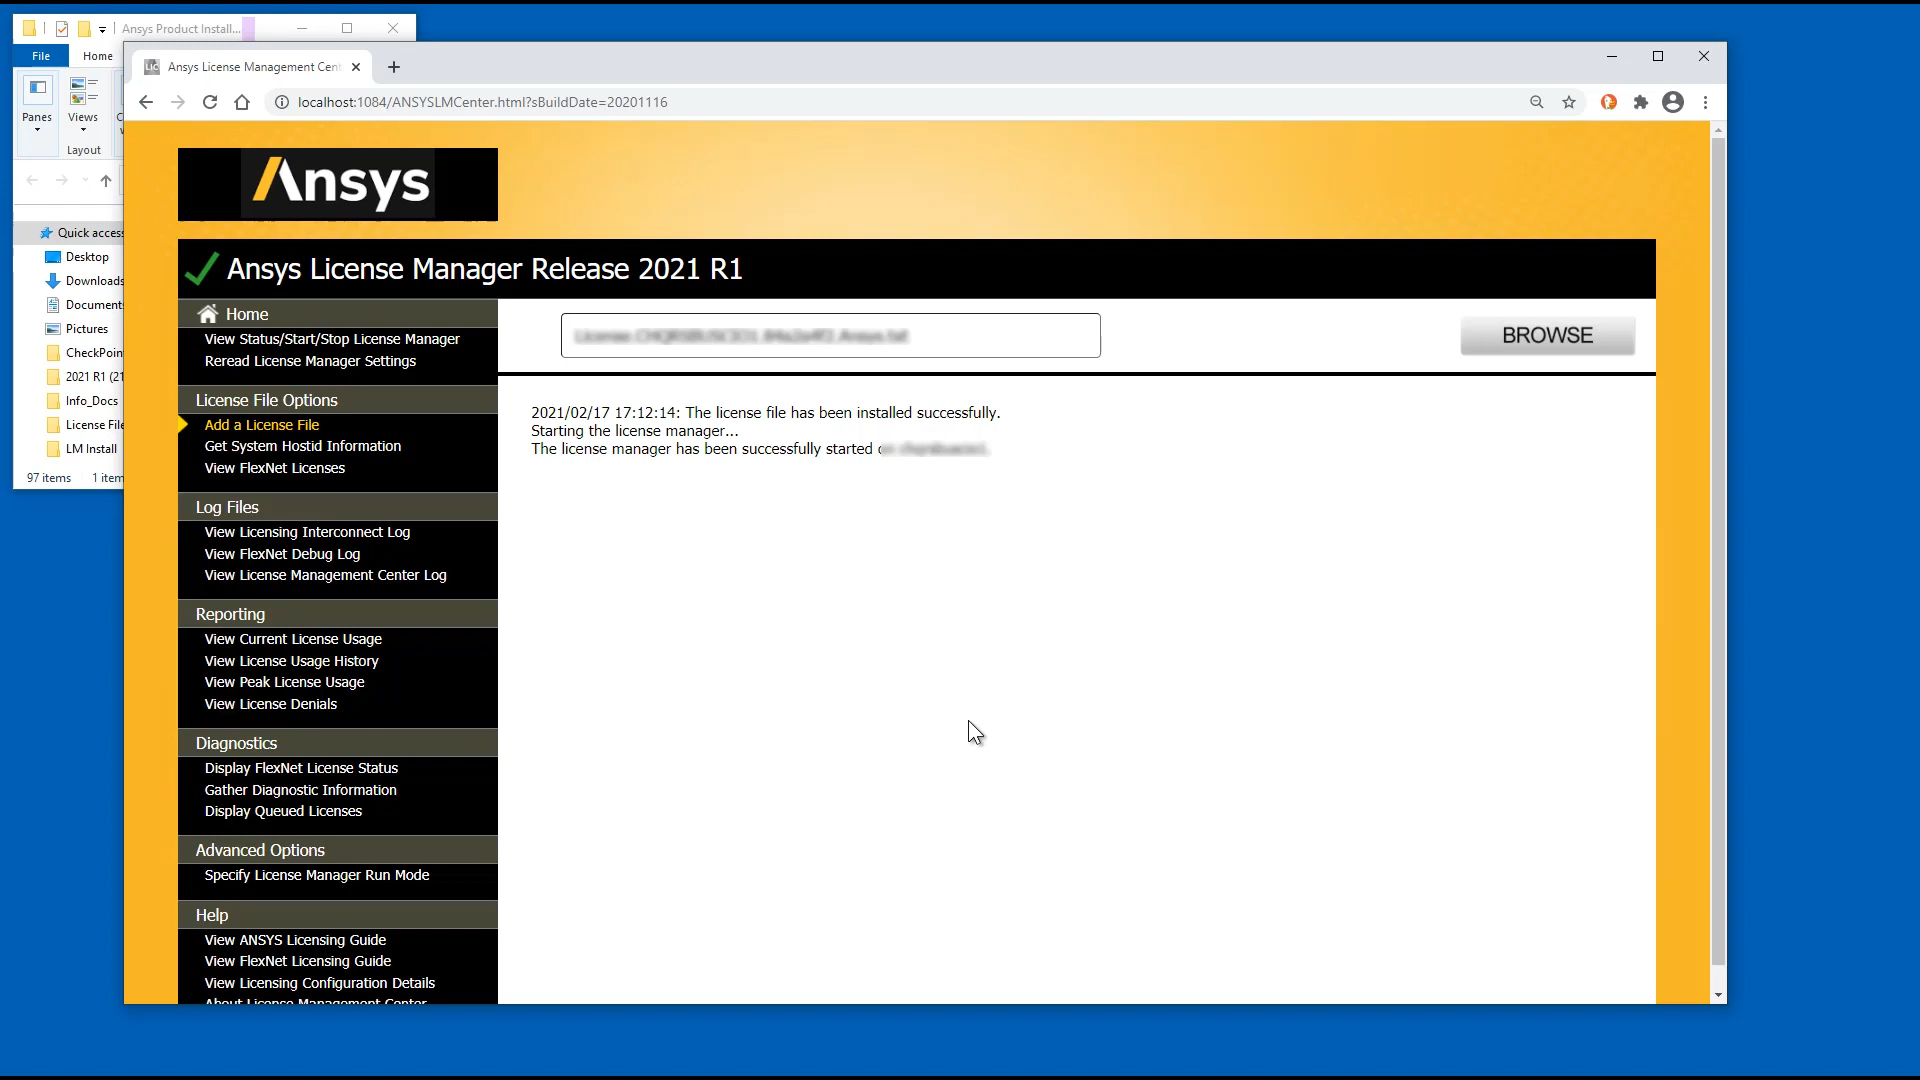 Ansys Product Install...
File
Home
Panes
Views
Layout
Quick access
Desktop
Downloads
Document
Pictures
CheckPoin
2021 R1 (21
Info_Docs
License File
LM Install
97 items
1 item
Ansys License Management Cent
localhost:1084/ANSYSLMCenter.html?sBuildDate=20201116
Ansys
Ansys License Manager Release 2021 R1
Home
View Status/Start/Stop License Manager
Reread License Manager Settings
License File Options
Add a License File
Get System Hostid Information
View FlexNet Licenses
Log Files
View Licensing Interconnect Log
View FlexNet Debug Log
View License Management Center Log
Reporting
View Current License Usage
View License Usage History
View Peak License Usage
View License Denials
Diagnostics
Display FlexNet License Status
Gather Diagnostic Information
Display Queued Licenses
Advanced Options
Specify License Manager Run Mode
Help
View ANSYS Licensing Guide
View FlexNet Licensing Guide
View Licensing Configuration Details
About License Management Center
BROWSE
2021/02/17 17:12:14: The license file has been installed successfully.
Starting the license manager...
The license manager has been successfully started